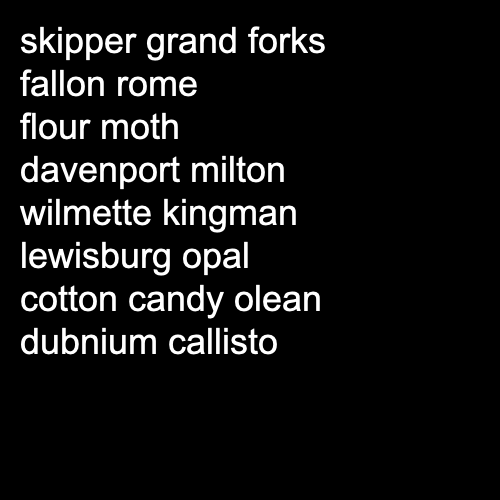 skipper grand forks
fallon rome
flour moth
davenport milton
wilmette kingman
lewisburg opal
cotton candy olean
dubnium callisto